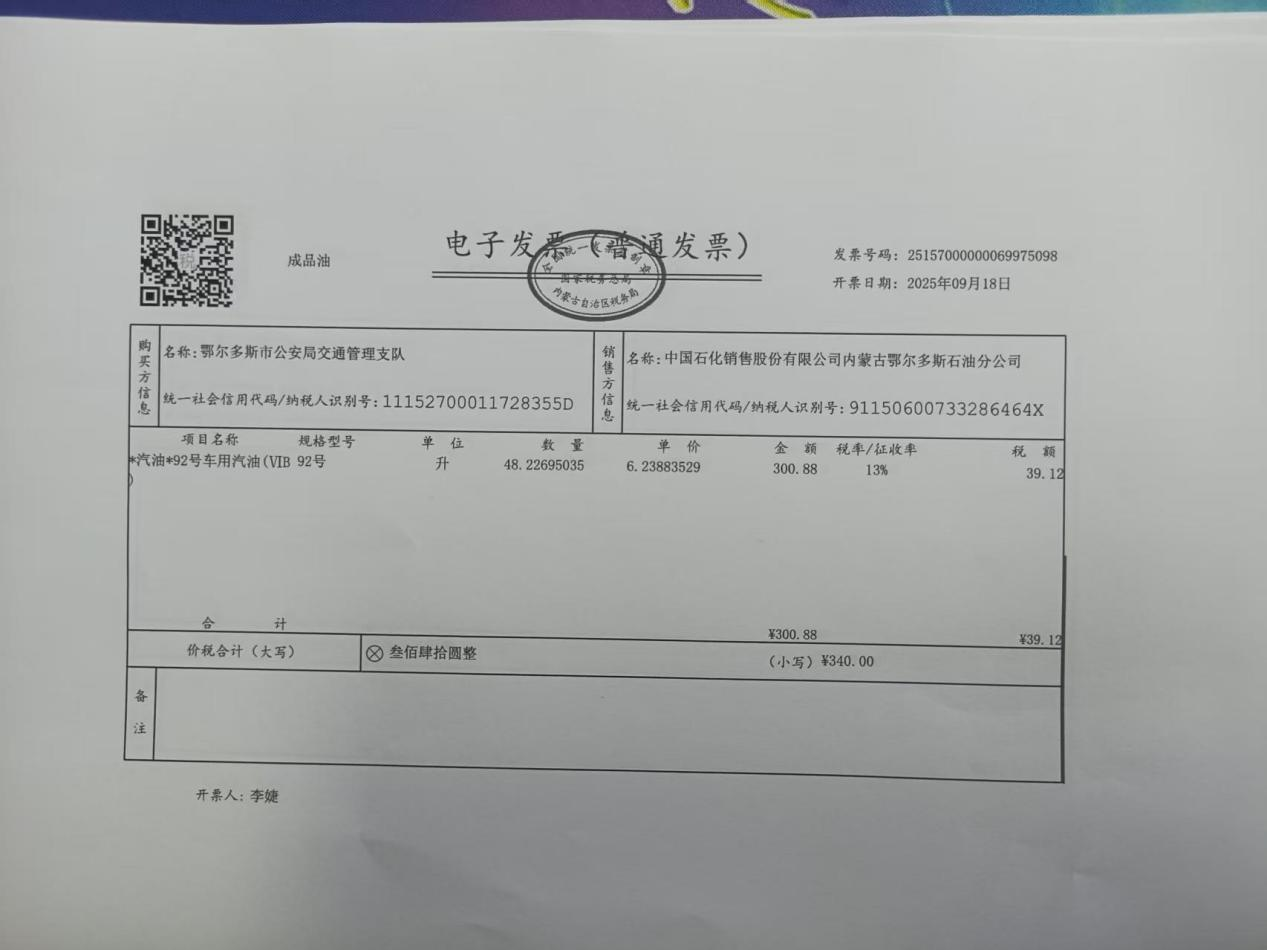 税
成品油
电子发票（普通发票）
全国统一发票监制章
国家税务总局
内蒙古自治区税务局
发票号码：25157000000069975098
开票日期：2025年09月18日
购买方信息
名称：鄂尔多斯市公安局交通管理支队
统一社会信用代码/纳税人识别号：11152700011728355D
销售方信息
名称：中国石化销售股份有限公司内蒙古鄂尔多斯石油分公司
统一社会信用代码/纳税人识别号：91150600733286464X
项目名称 规格型号 单 位 数 量 单 价 金 额 税率/征收率 税 额
*汽油*92号车用汽油(VIB 92号 升 48.22695035 6.23883529 300.88 13% 39.12
)
合 计 ¥300.88 ¥39.12
价税合计（大写） ⊗ 叁佰肆拾圆整 （小写）¥340.00
备注
开票人：李婕